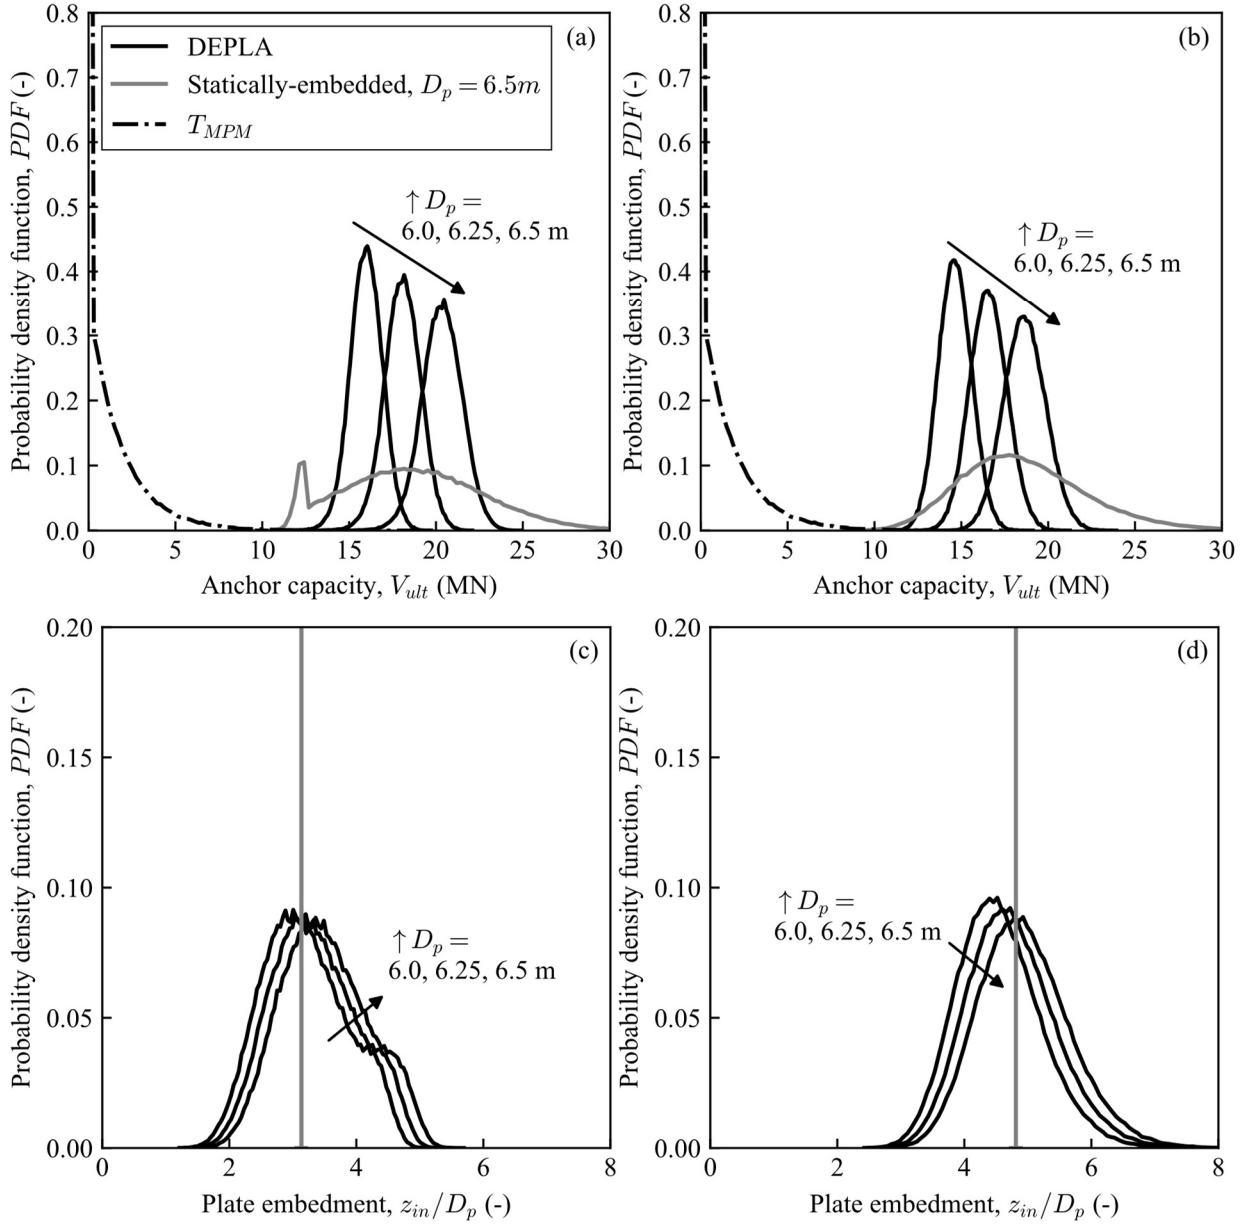 0.8
0.7
0.6
0.5
0.4
0.3
0.2
0.1
0.0
Probability density function, PDF (-)
(a)
DEPLA
Statically-embedded, D_p = 6.5m
T_MPM
↑ D_p =
6.0, 6.25, 6.5 m
0 5 10 15 20 25 30
Anchor capacity, V_ult (MN)
0.8
0.7
0.6
0.5
0.4
0.3
0.2
0.1
0.0
Probability density function, PDF (-)
(b)
↑ D_p =
6.0, 6.25, 6.5 m
0 5 10 15 20 25 30
Anchor capacity, V_ult (MN)
0.20
0.15
0.10
0.05
0.00
Probability density function, PDF (-)
(c)
↑ D_p =
6.0, 6.25, 6.5 m
0 2 4 6 8
Plate embedment, z_in/D_p (-)
0.20
0.15
0.10
0.05
0.00
Probability density function, PDF (-)
(d)
↑ D_p =
6.0, 6.25, 6.5 m
0 2 4 6 8
Plate embedment, z_in/D_p (-)